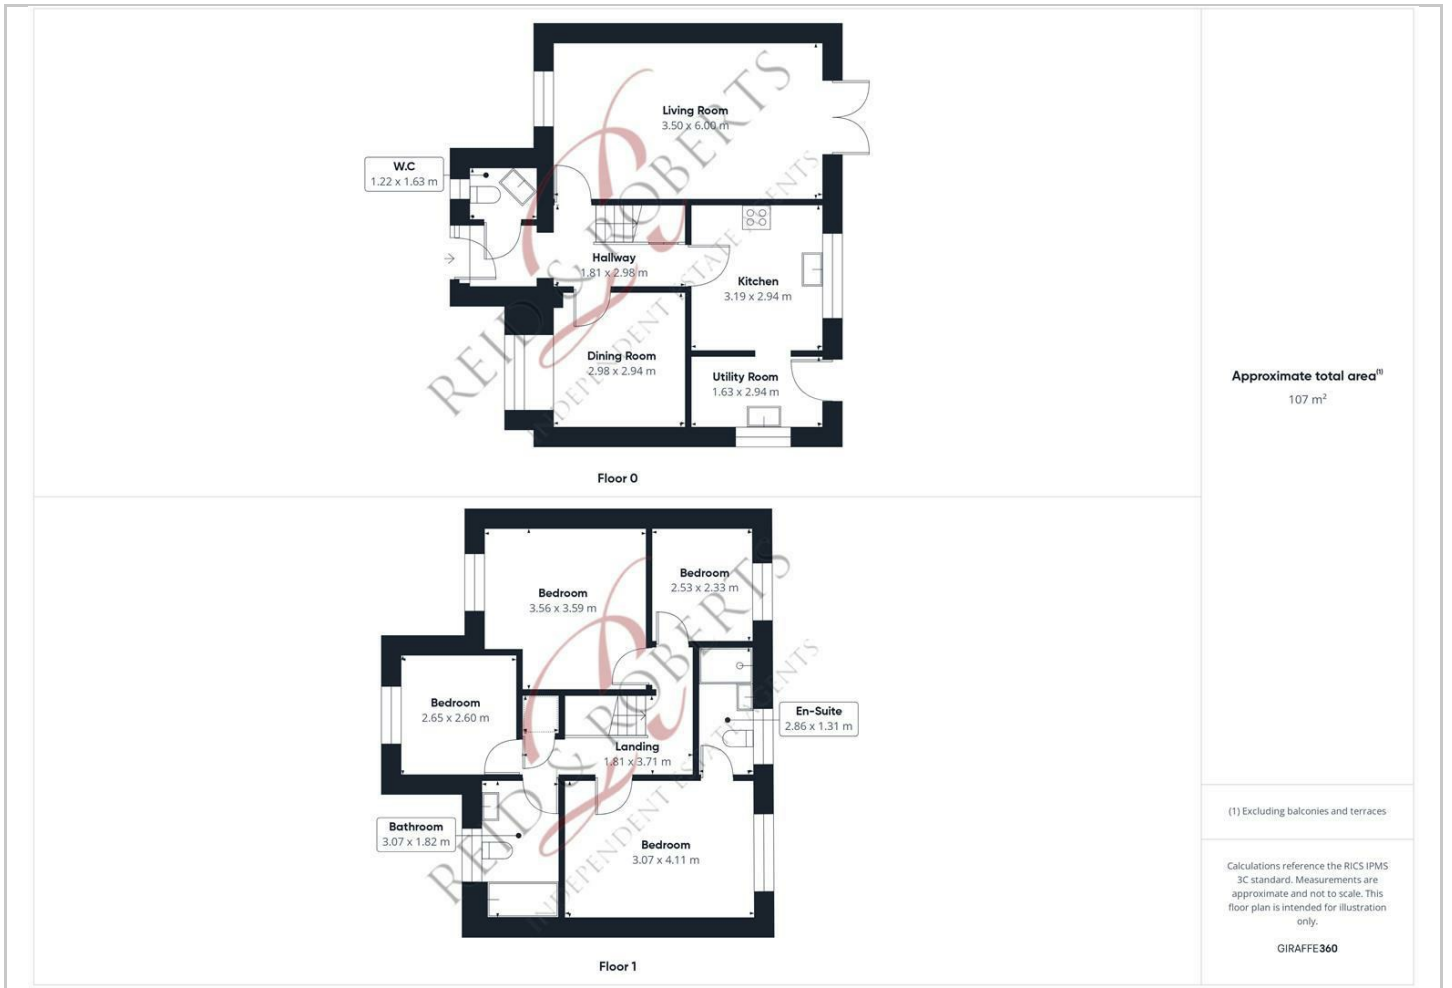 Living Room
3.50 x 6.00 m
W.C
1.22 x 1.63 m
Hallway
1.81 x 2.98 m
Kitchen
3.19 x 2.94 m
Dining Room
2.98 x 2.94 m
Utility Room
1.63 x 2.94 m
REID & ROBERTS
INDEPENDENT ESTATE AGENTS
Floor 0
Bedroom
3.56 x 3.59 m
Bedroom
2.53 x 2.33 m
Bedroom
2.65 x 2.60 m
En-Suite
2.86 x 1.31 m
Landing
1.81 x 3.71 m
Bathroom
3.07 x 1.82 m
Bedroom
3.07 x 4.11 m
REID & ROBERTS
INDEPENDENT ESTATE AGENTS
Floor 1
Approximate total area(1)
107 m²
(1) Excluding balconies and terraces
Calculations reference the RICS IPMS
3C standard. Measurements are
approximate and not to scale. This
floor plan is intended for illustration
only.
GIRAFFE360